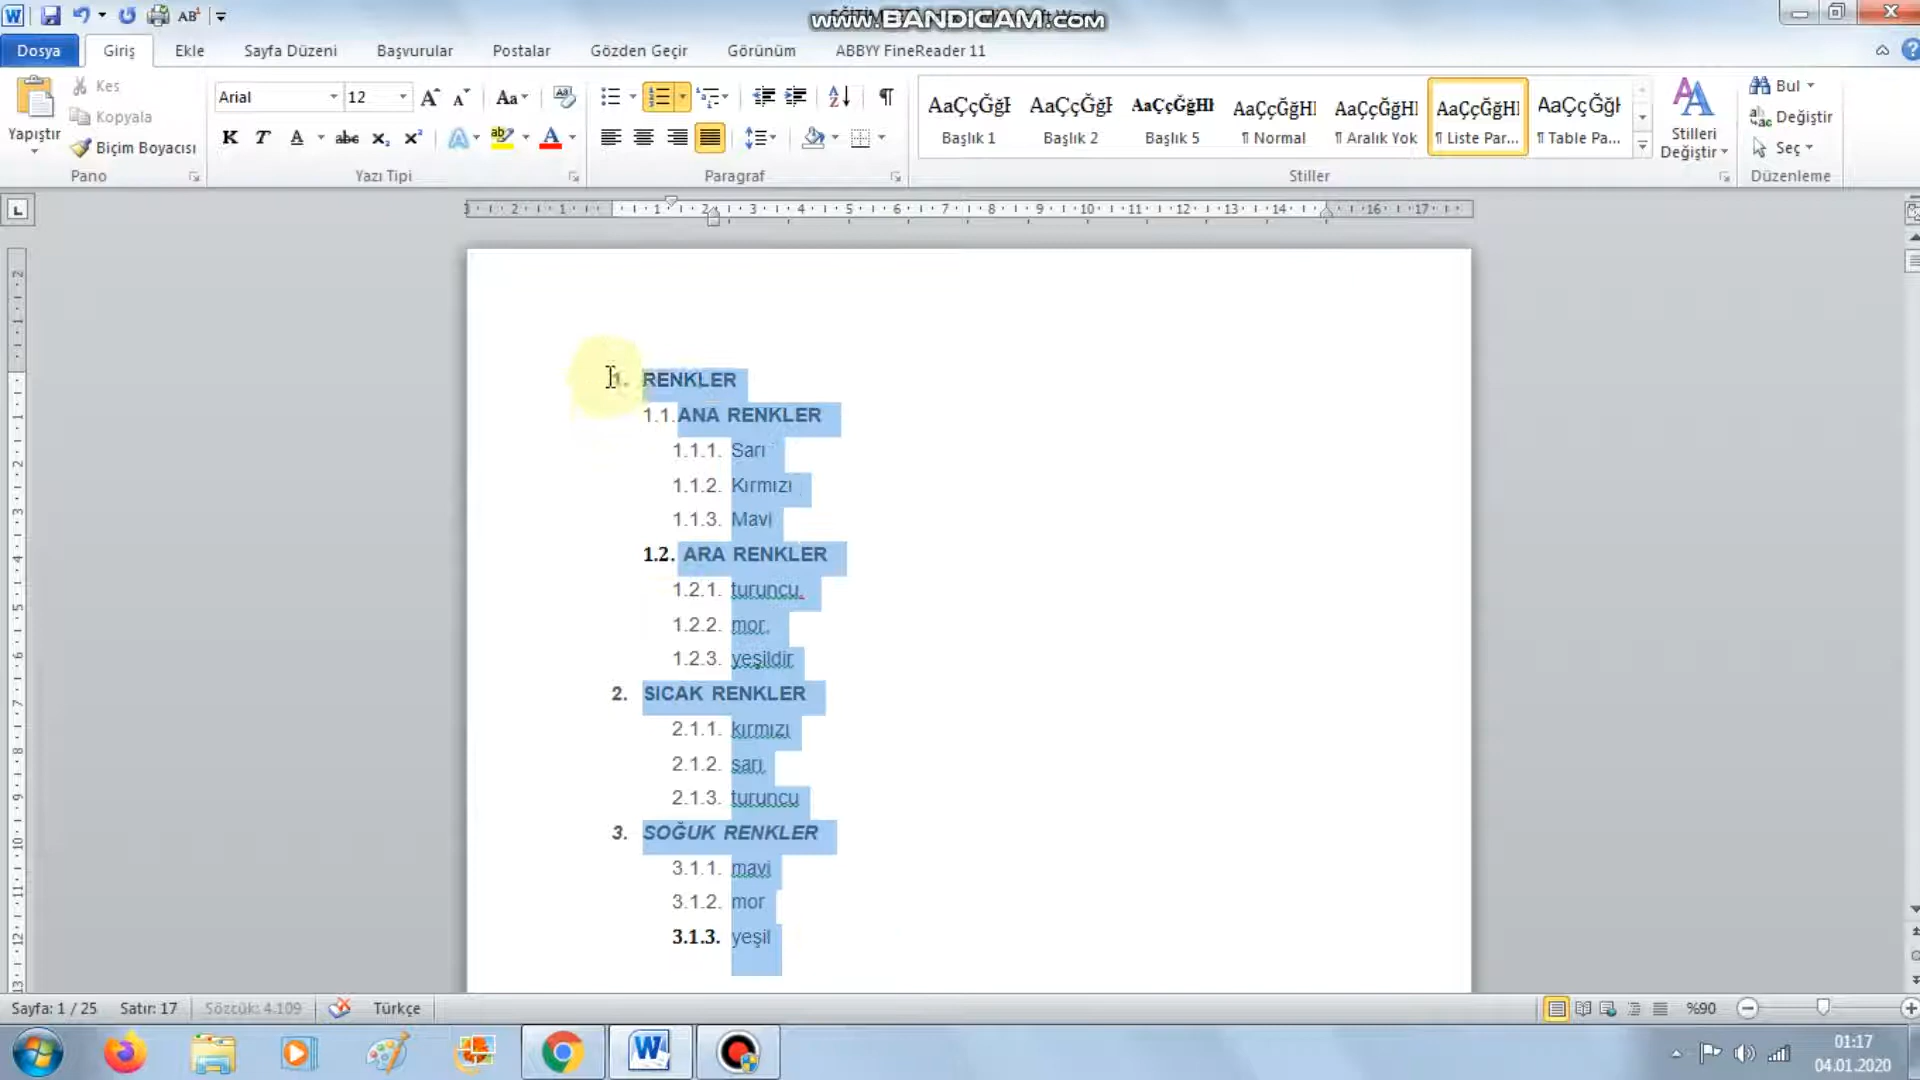 www.BANDICAM.com
Dosya Giriş Ekle Sayfa Düzeni Başvurular Postalar Gözden Geçir Görünüm ABBYY FineReader 11
Yapıştır
Kes
Kopyala
Biçim Boyacısı
Pano
Arial 12
Yazı Tipi
Paragraf
AaÇçĞğI AaÇçĞğI AaÇçĞğHl AaÇçĞğHl AaÇçĞğHl AaÇçĞğHl AaÇç Ğğl
Başlık 1 Başlık 2 Başlık 5 ¶ Normal ¶ Aralık Yok ¶ Liste Par... ¶ Table Pa...
Stiller
Stilleri
Değiştir
Bul
Değiştir
Seç
Düzenleme
1. RENKLER
1.1. ANA RENKLER
1.1.1. Sarı
1.1.2. Kırmızı
1.1.3. Mavi
1.2. ARA RENKLER
1.2.1. turuncu,
1.2.2. mor,
1.2.3. yeşildir
2. SICAK RENKLER
2.1.1. kırmızı
2.1.2. sarı,
2.1.3. turuncu
3. SOĞUK RENKLER
3.1.1. mavi
3.1.2. mor
3.1.3. yeşil
Sayfa: 1 / 25 Satır: 17 Sözcük: 4.109 Türkçe %90
01:17
04.01.2020